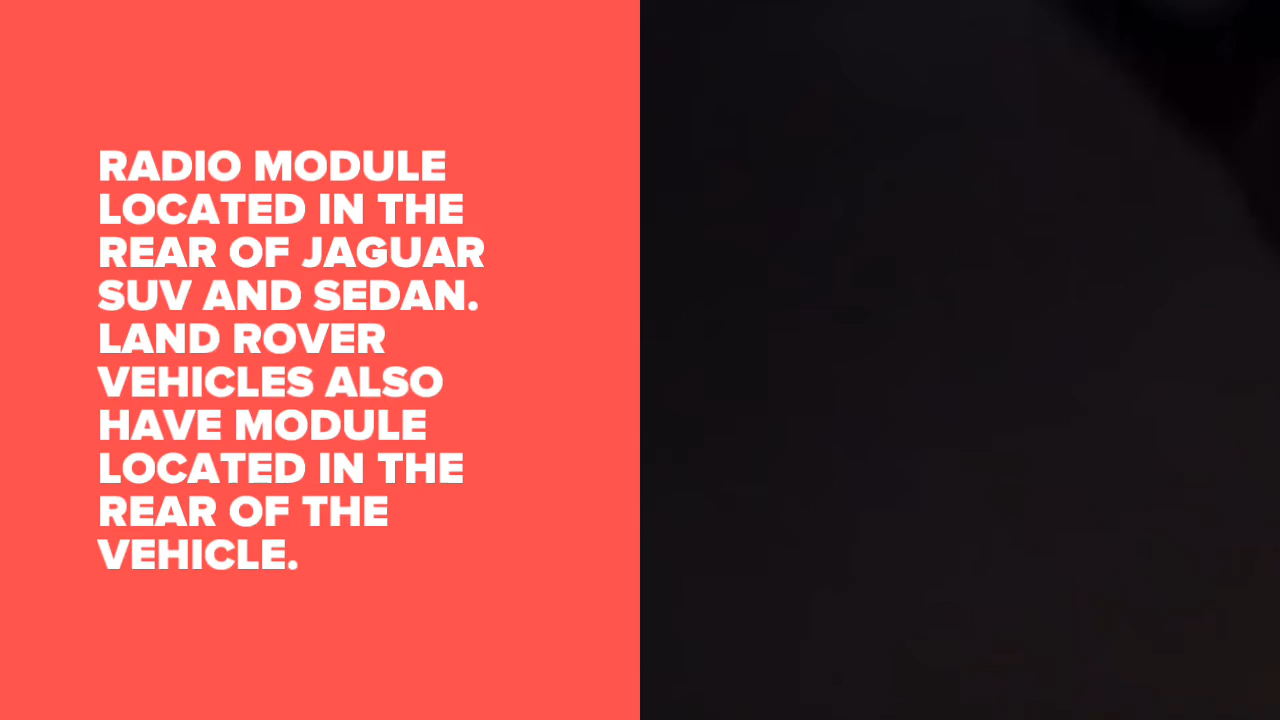 RADIO MODULE
LOCATED IN THE
REAR OF JAGUAR
SUV AND SEDAN.
LAND ROVER
VEHICLES ALSO
HAVE MODULE
LOCATED IN THE
REAR OF THE
VEHICLE.